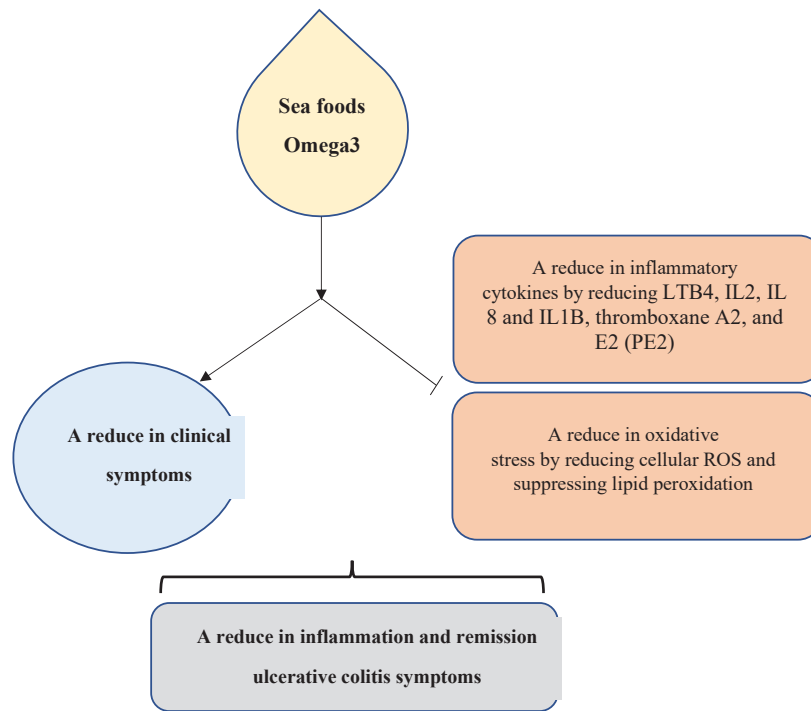 Sea foods
Omega3
A reduce in inflammatory
cytokines by reducing LTB4, IL2, IL
8 and IL1B, thromboxane A2, and
E2 (PE2)
A reduce in clinical
symptoms
A reduce in oxidative
stress by reducing cellular ROS and
suppressing lipid peroxidation
A reduce in inflammation and remission
ulcerative colitis symptoms